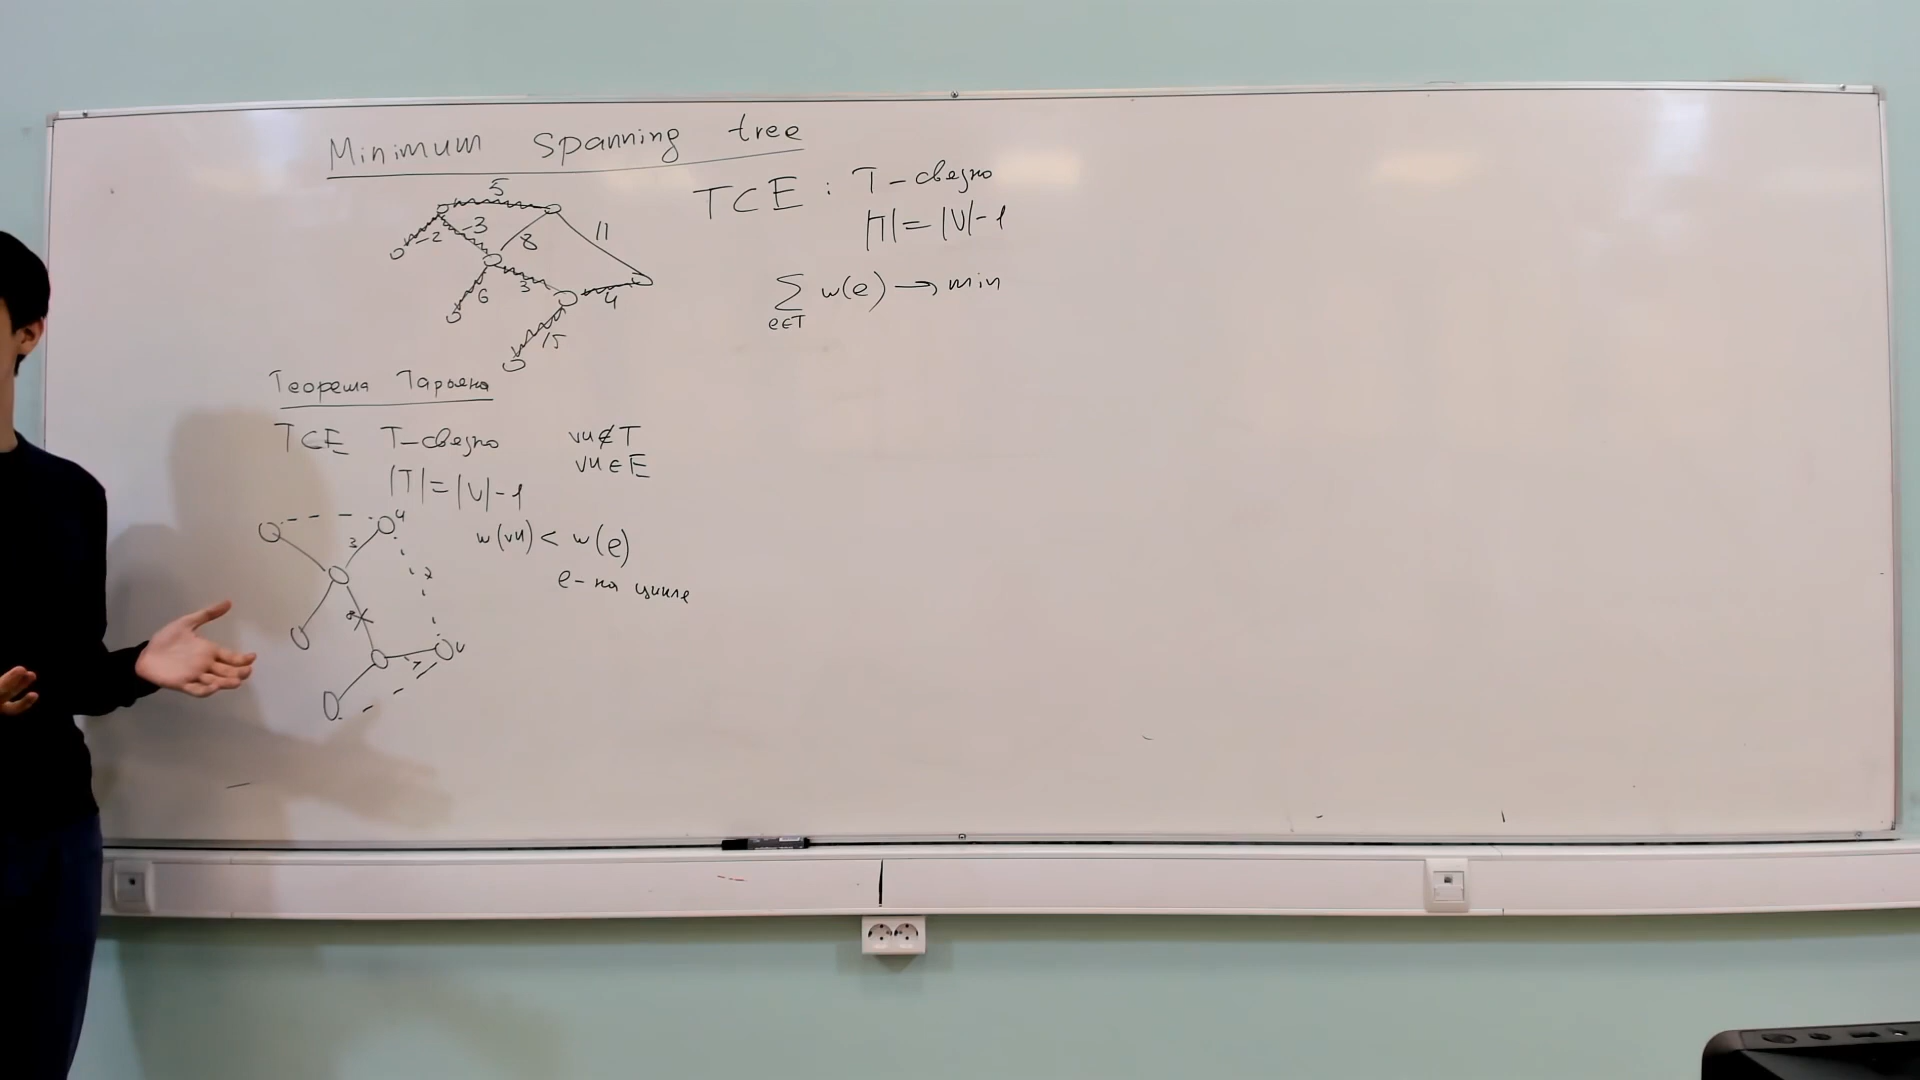 Minimum spanning tree
T⊂E : T-связно
|T|=|V|-1
∑ w(e) → min
e∈T
5
-2
-3
8
11
6
3
4
15
Теорема Тарьяна
T⊂E T-связно
|T|=|V|-1
vu∉T
vu∈E
w(vu) < w(e)
e-на цикле
u
3
v